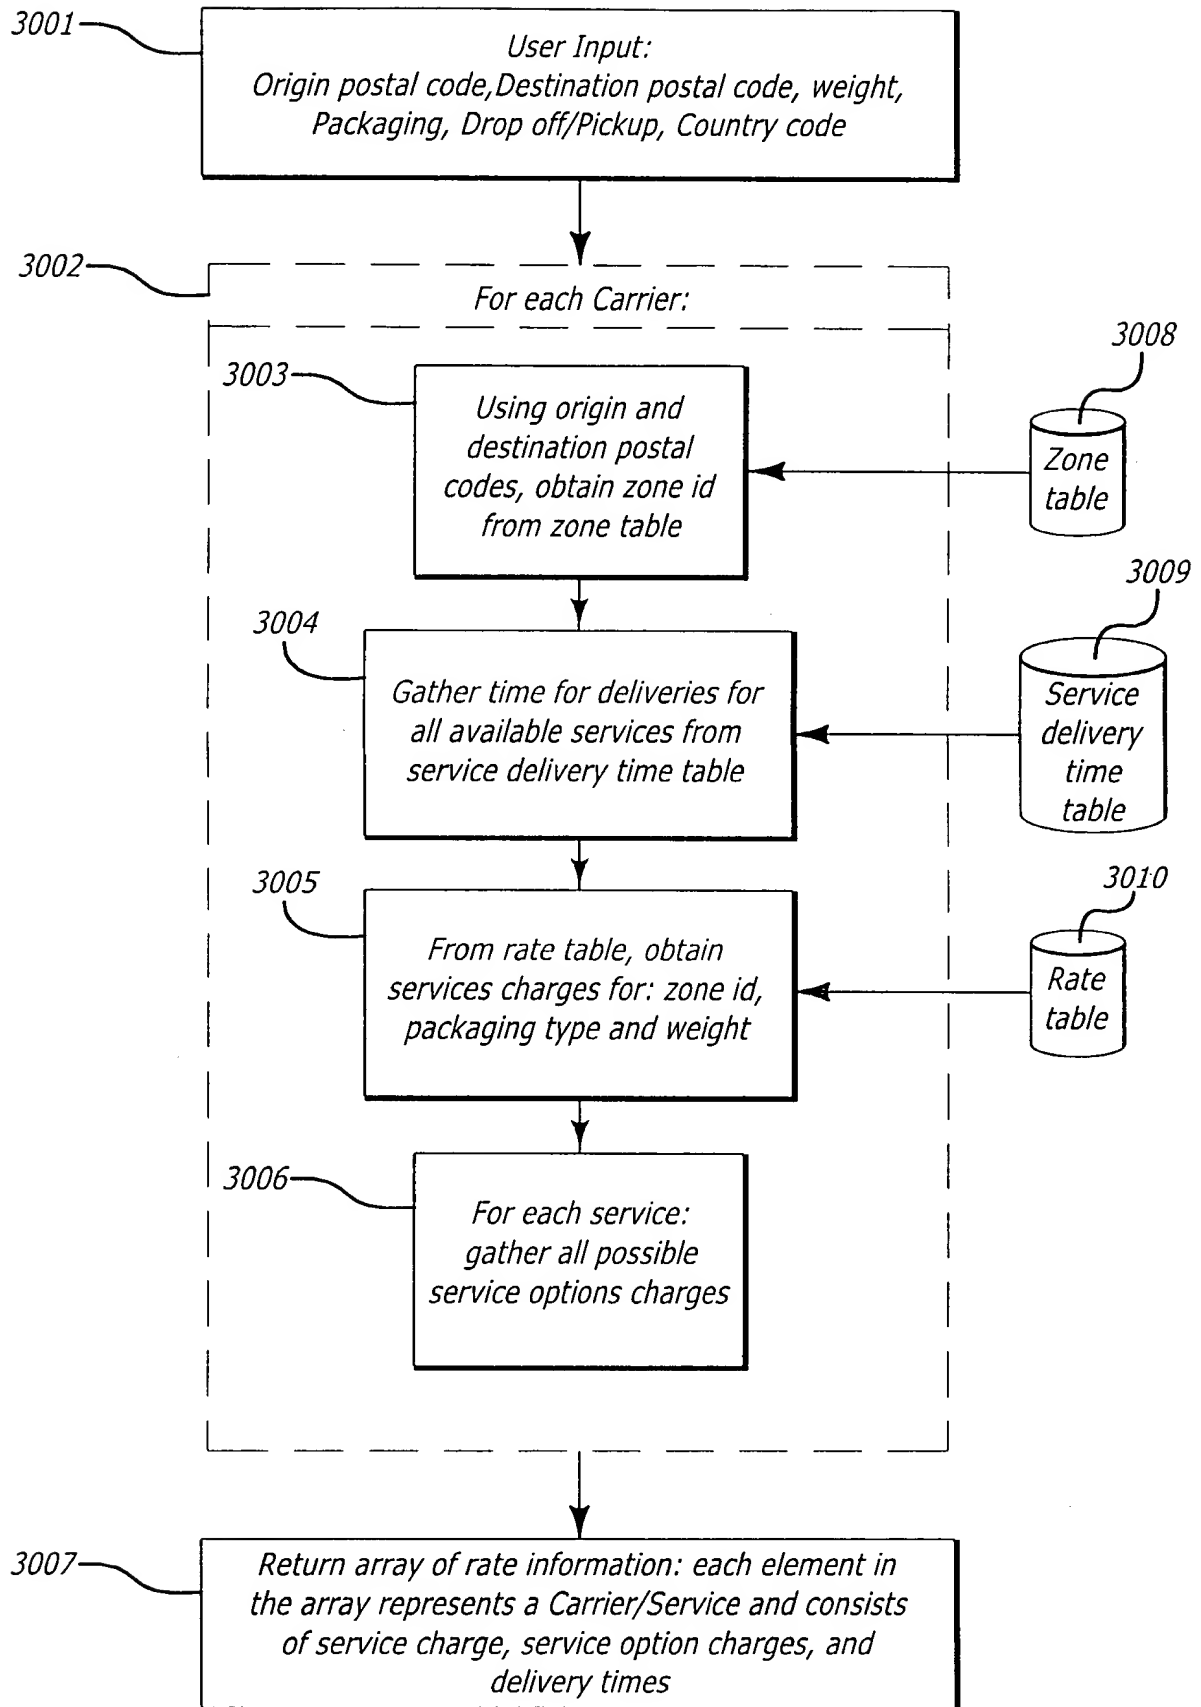 3001
User Input:
Origin postal code,Destination postal code, weight,
Packaging, Drop off/Pickup, Country code
3002
For each Carrier:
3003
Using origin and
destination postal
codes, obtain zone id
from zone table
3008
Zone
table
3004
Gather time for deliveries for
all available services from
service delivery time table
3009
Service
delivery
time
table
3005
From rate table, obtain
services charges for: zone id,
packaging type and weight
3010
Rate
table
3006
For each service:
gather all possible
service options charges
3007
Return array of rate information: each element in
the array represents a Carrier/Service and consists
of service charge, service option charges, and
delivery times